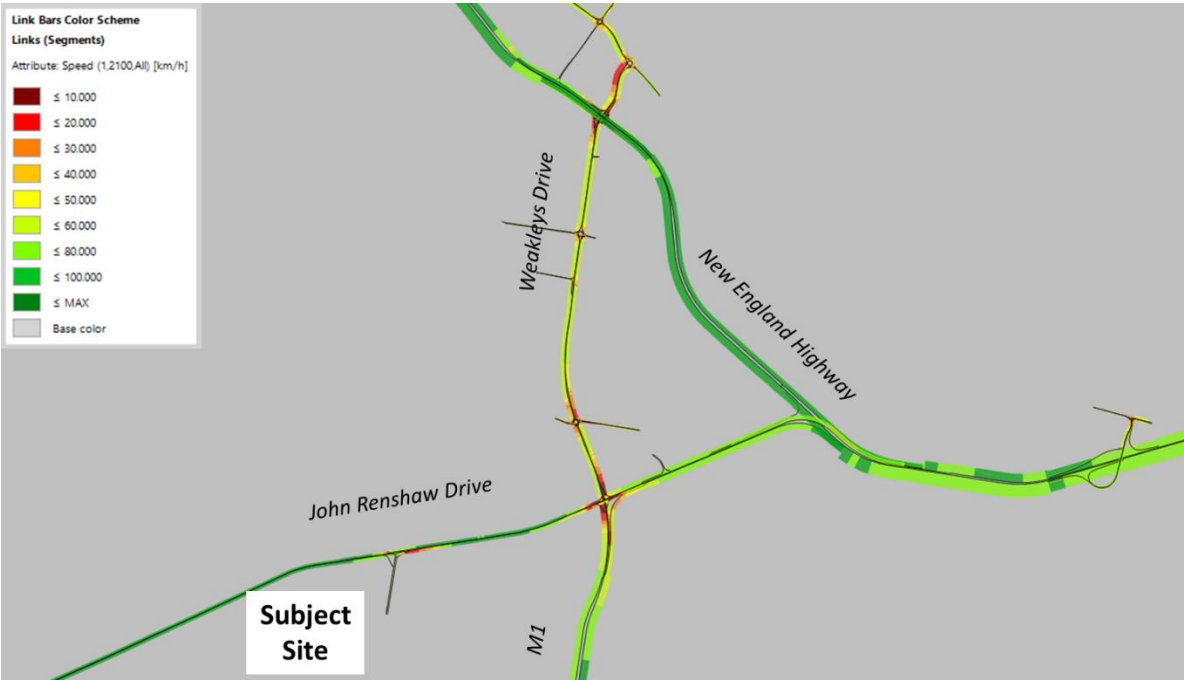 Link Bars Color Scheme
Links (Segments)
Attribute: Speed (1,2100,All) [km/h]
≤ 10.000
≤ 20.000
≤ 30.000
≤ 40.000
≤ 50.000
≤ 60.000
≤ 80.000
≤ 100.000
≤ MAX
Base color
Weakleys Drive
New England Highway
John Renshaw Drive
Subject
Site
M1